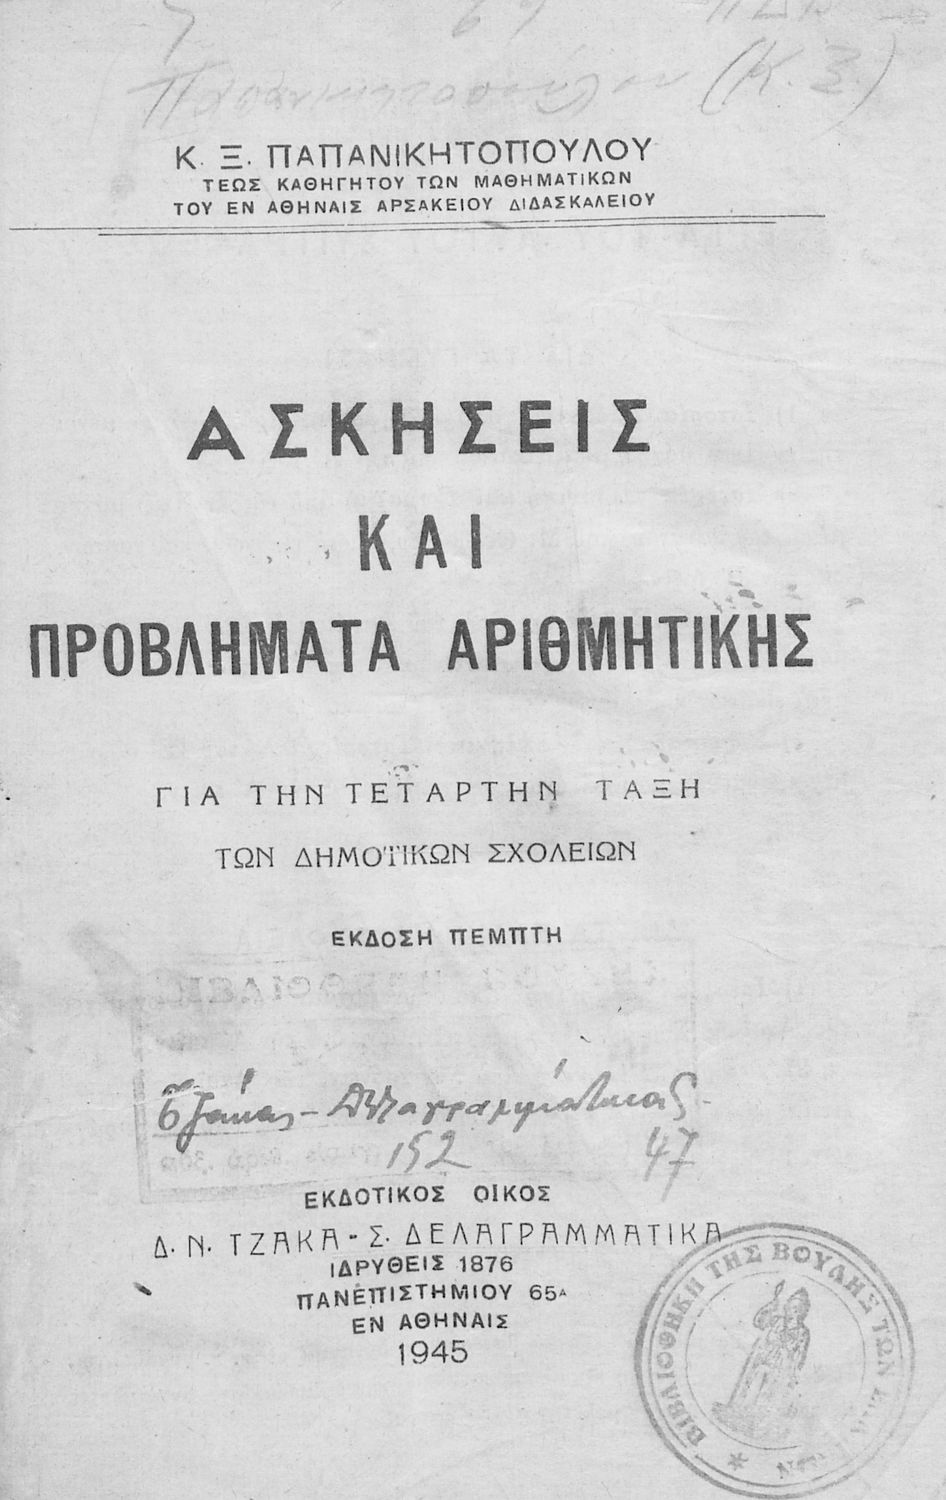 Παπανικητοπούλου (Κ. Ξ.)
Κ. Ξ. ΠΑΠΑΝΙΚΗΤΟΠΟΥΛΟΥ
ΤΕΩΣ ΚΑΘΗΓΗΤΟΥ ΤΩΝ ΜΑΘΗΜΑΤΙΚΩΝ
ΤΟΥ ΕΝ ΑΘΗΝΑΙΣ ΑΡΣΑΚΕΙΟΥ ΔΙΔΑΣΚΑΛΕΙΟΥ
ΑΣΚΗΣΕΙΣ
ΚΑΙ
ΠΡΟΒΛΗΜΑΤΑ ΑΡΙΘΜΗΤΙΚΗΣ
ΓΙΑ ΤΗΝ ΤΕΤΑΡΤΗΝ ΤΑΞΗ
ΤΩΝ ΔΗΜΟΤΙΚΩΝ ΣΧΟΛΕΙΩΝ
ΕΚΔΟΣΗ ΠΕΜΠΤΗ
152 47
ΕΚΔΟΤΙΚΟΣ ΟΙΚΟΣ
Δ. Ν. ΤΖΑΚΑ - Σ. ΔΕΛΑΓΡΑΜΜΑΤΙΚΑ
ΙΔΡΥΘΕΙΣ 1876
ΠΑΝΕΠΙΣΤΗΜΙΟΥ 65Α
ΕΝ ΑΘΗΝΑΙΣ
1945
ΒΙΒΛΙΟΘΗΚΗ ΤΗΣ ΒΟΥΛΗΣ ΤΩΝ